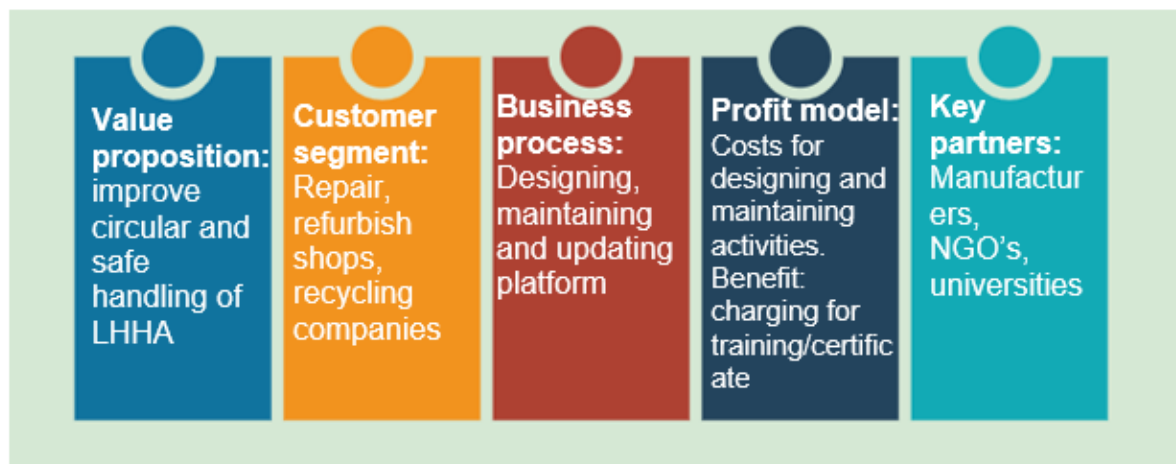 Value
proposition:
improve
circular and
safe
handling of
LHHA
Customer
segment:
Repair,
refurbish
shops,
recycling
companies
Business
process:
Designing,
maintaining
and updating
platform
Profit model:
Costs for
designing and
maintaining
activities.
Benefit:
charging for
training/certific
ate
Key
partners:
Manufactur
ers,
NGO’s,
universities